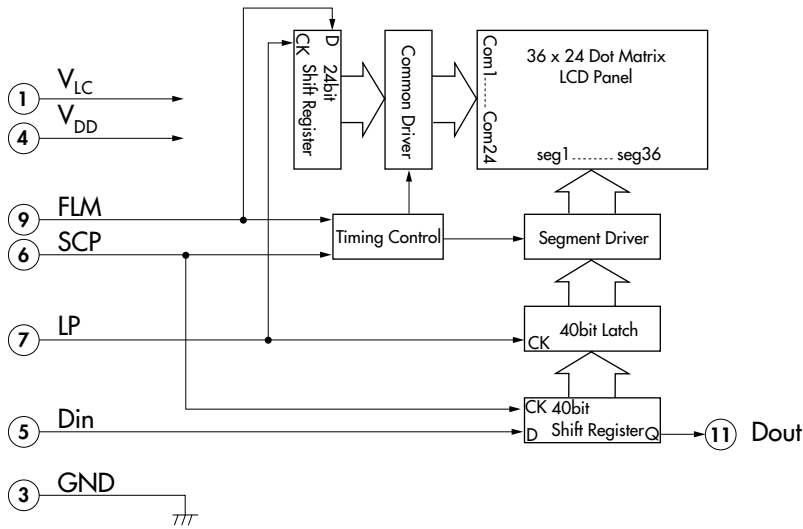 D
CK
24bit
Shift Register
Common Driver
Com1...... Com24
36 x 24 Dot Matrix
LCD Panel
seg1........ seg36
1 VLC
4 VDD
9 FLM
6 SCP
Timing Control
Segment Driver
7 LP
40bit Latch
CK
CK 40bit
D Shift Register Q
5 Din
11 Dout
3 GND